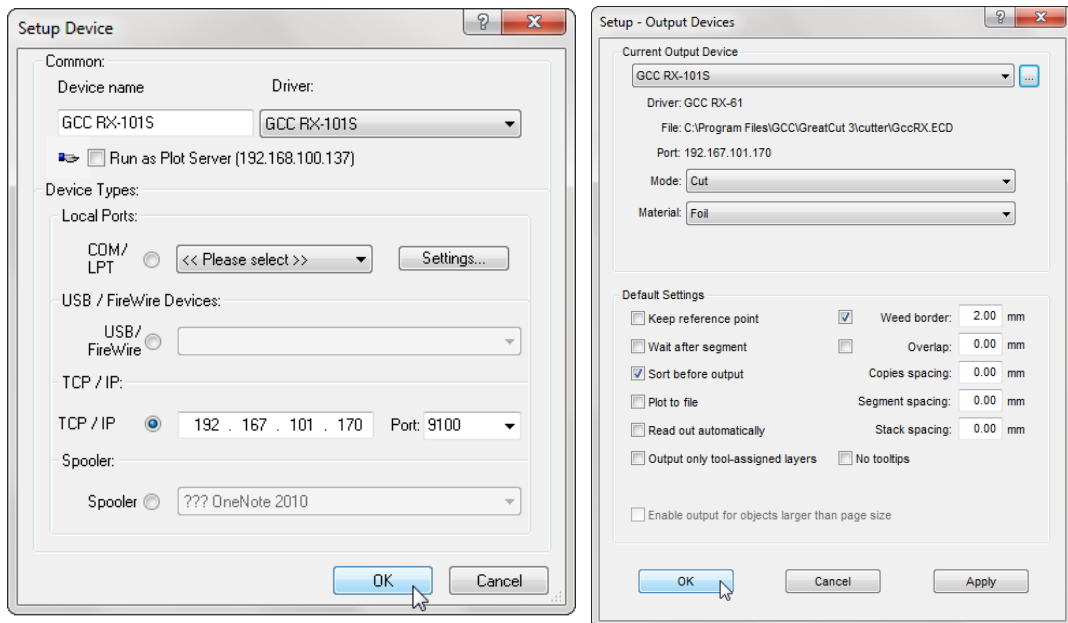 Setup Device
Common:
Device name Driver:
GCC RX-101S GCC RX-101S
Run as Plot Server (192.168.100.137)
Device Types:
Local Ports:
COM/
LPT
<< Please select >> Settings...
USB / FireWire Devices:
USB/
FireWire
TCP / IP:
TCP / IP 192 . 167 . 101 . 170 Port: 9100
Spooler:
Spooler ??? OneNote 2010
OK Cancel
Setup - Output Devices
Current Output Device
GCC RX-101S ...
Driver: GCC RX-61
File: C:\Program Files\GCC\GreatCut 3\cutter\GccRX.ECD
Port: 192.167.101.170
Mode: Cut
Material: Foil
Default Settings
Keep reference point Weed border: 2.00 mm
Wait after segment Overlap: 0.00 mm
Sort before output Copies spacing: 0.00 mm
Plot to file Segment spacing: 0.00 mm
Read out automatically Stack spacing: 0.00 mm
Output only tool-assigned layers No tooltips
Enable output for objects larger than page size
OK Cancel Apply